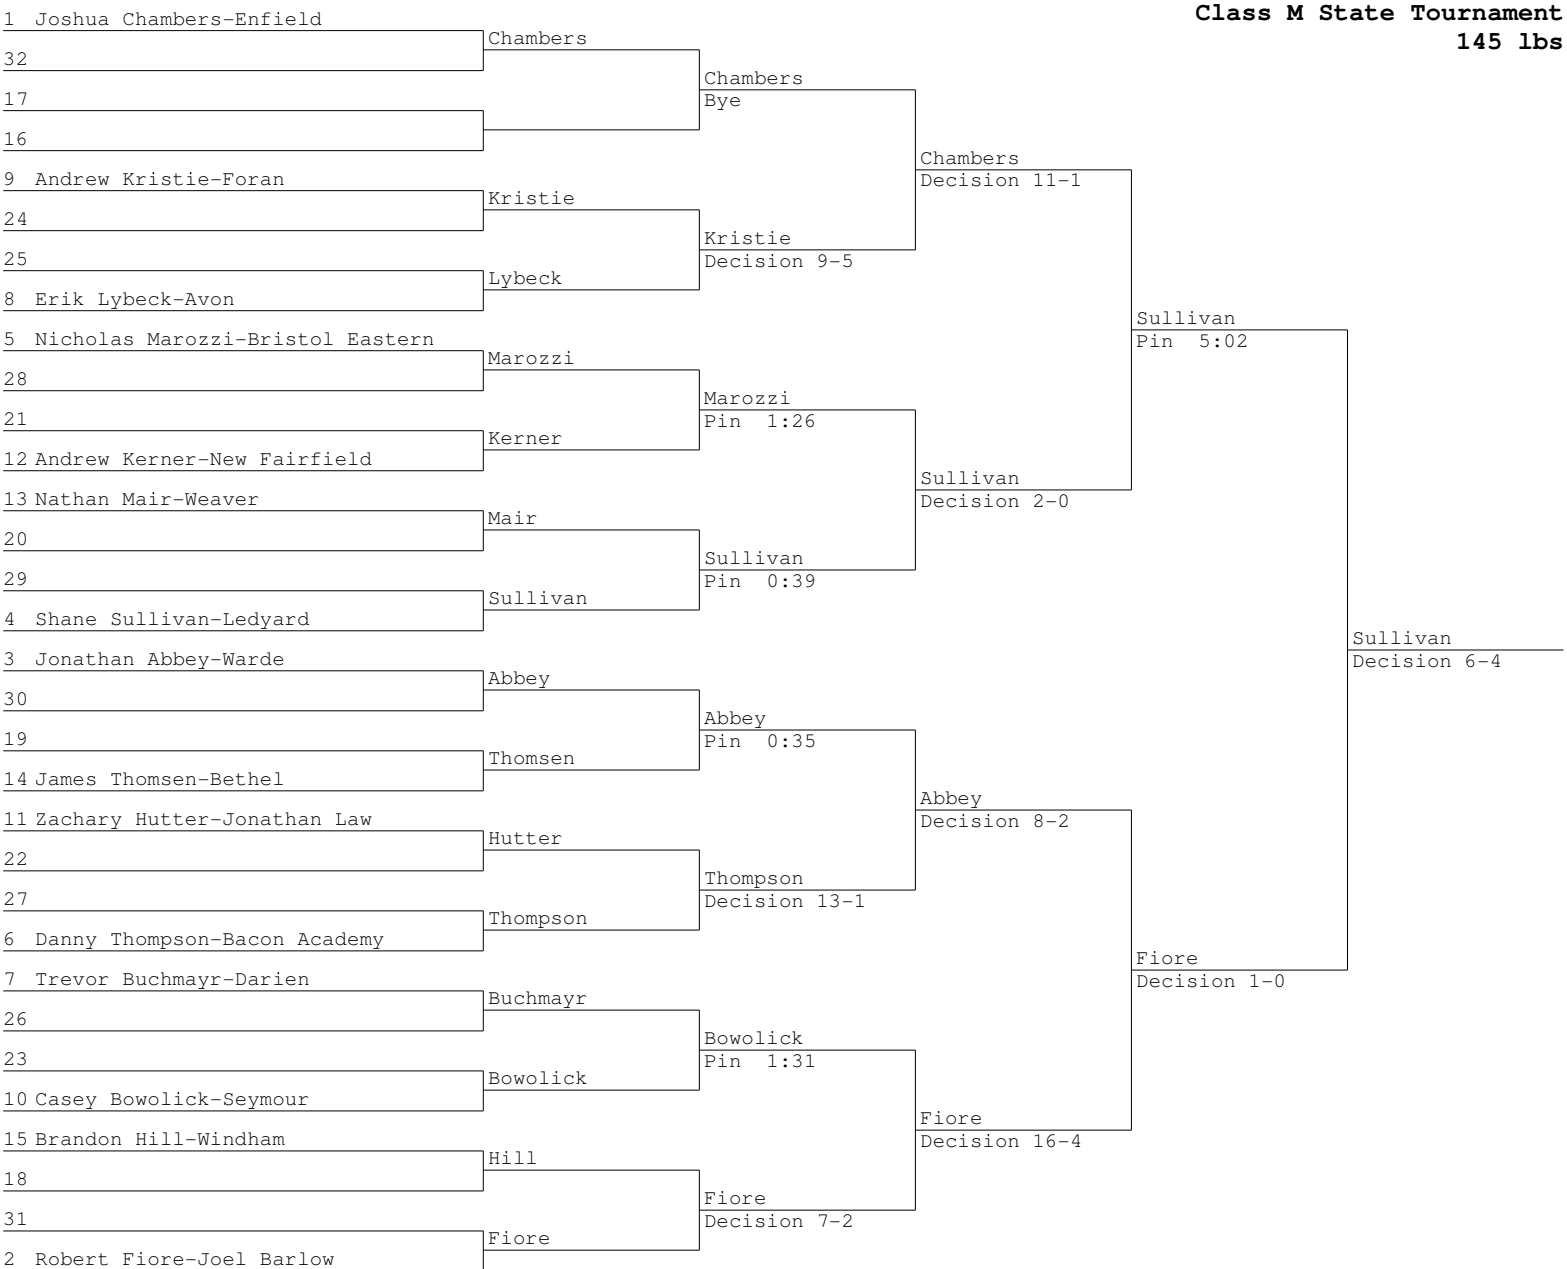 Class M State Tournament
145 lbs
1 Joshua Chambers-Enfield
32
17
16
9 Andrew Kristie-Foran
24
25
8 Erik Lybeck-Avon
5 Nicholas Marozzi-Bristol Eastern
28
21
12 Andrew Kerner-New Fairfield
13 Nathan Mair-Weaver
20
29
4 Shane Sullivan-Ledyard
3 Jonathan Abbey-Warde
30
19
14 James Thomsen-Bethel
11 Zachary Hutter-Jonathan Law
22
27
6 Danny Thompson-Bacon Academy
7 Trevor Buchmayr-Darien
26
23
10 Casey Bowolick-Seymour
15 Brandon Hill-Windham
18
31
2 Robert Fiore-Joel Barlow
Chambers
Kristie
Lybeck
Marozzi
Kerner
Mair
Sullivan
Abbey
Thomsen
Hutter
Thompson
Buchmayr
Bowolick
Hill
Fiore
Chambers
Bye
Kristie
Decision 9-5
Marozzi
Pin 1:26
Sullivan
Pin 0:39
Abbey
Pin 0:35
Thompson
Decision 13-1
Bowolick
Pin 1:31
Fiore
Decision 7-2
Chambers
Decision 11-1
Sullivan
Decision 2-0
Abbey
Decision 8-2
Fiore
Decision 16-4
Sullivan
Pin 5:02
Fiore
Decision 1-0
Sullivan
Decision 6-4